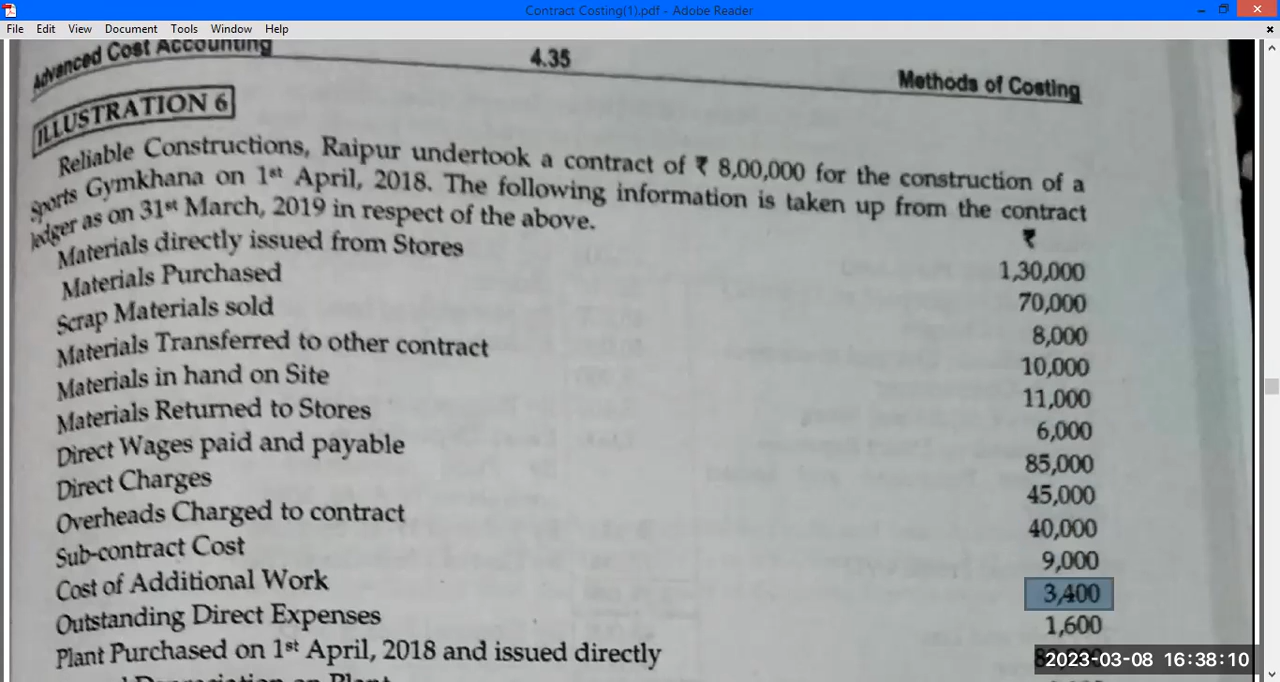 Contract Costing(1).pdf - Adobe Reader
File Edit View Document Tools Window Help
Advanced Cost Accounting 4.35 Methods of Costing
ILLUSTRATION 6
Reliable Constructions, Raipur undertook a contract of ₹ 8,00,000 for the construction of a
Sports Gymkhana on 1st April, 2018. The following information is taken up from the contract
ledger as on 31st March, 2019 in respect of the above.
₹
Materials directly issued from Stores 1,30,000
Materials Purchased 70,000
Scrap Materials sold 8,000
Materials Transferred to other contract 10,000
Materials in hand on Site 11,000
Materials Returned to Stores 6,000
Direct Wages paid and payable 85,000
Direct Charges 45,000
Overheads Charged to contract 40,000
Sub-contract Cost 9,000
Cost of Additional Work 3,400
Outstanding Direct Expenses 1,600
Plant Purchased on 1st April, 2018 and issued directly
2023-03-08 16:38:10
Depreciation on Plant